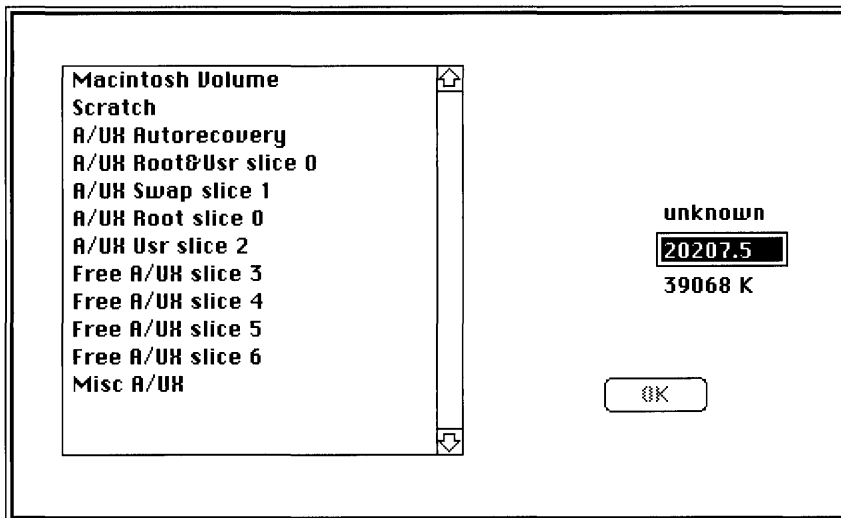 Macintosh Volume
Scratch
A/UX Autorecovery
A/UX Root&Usr slice 0
A/UX Swap slice 1
A/UX Root slice 0
A/UX Usr slice 2
Free A/UX slice 3
Free A/UX slice 4
Free A/UX slice 5
Free A/UX slice 6
Misc A/UX
unknown
20207.5
39068 K
OK